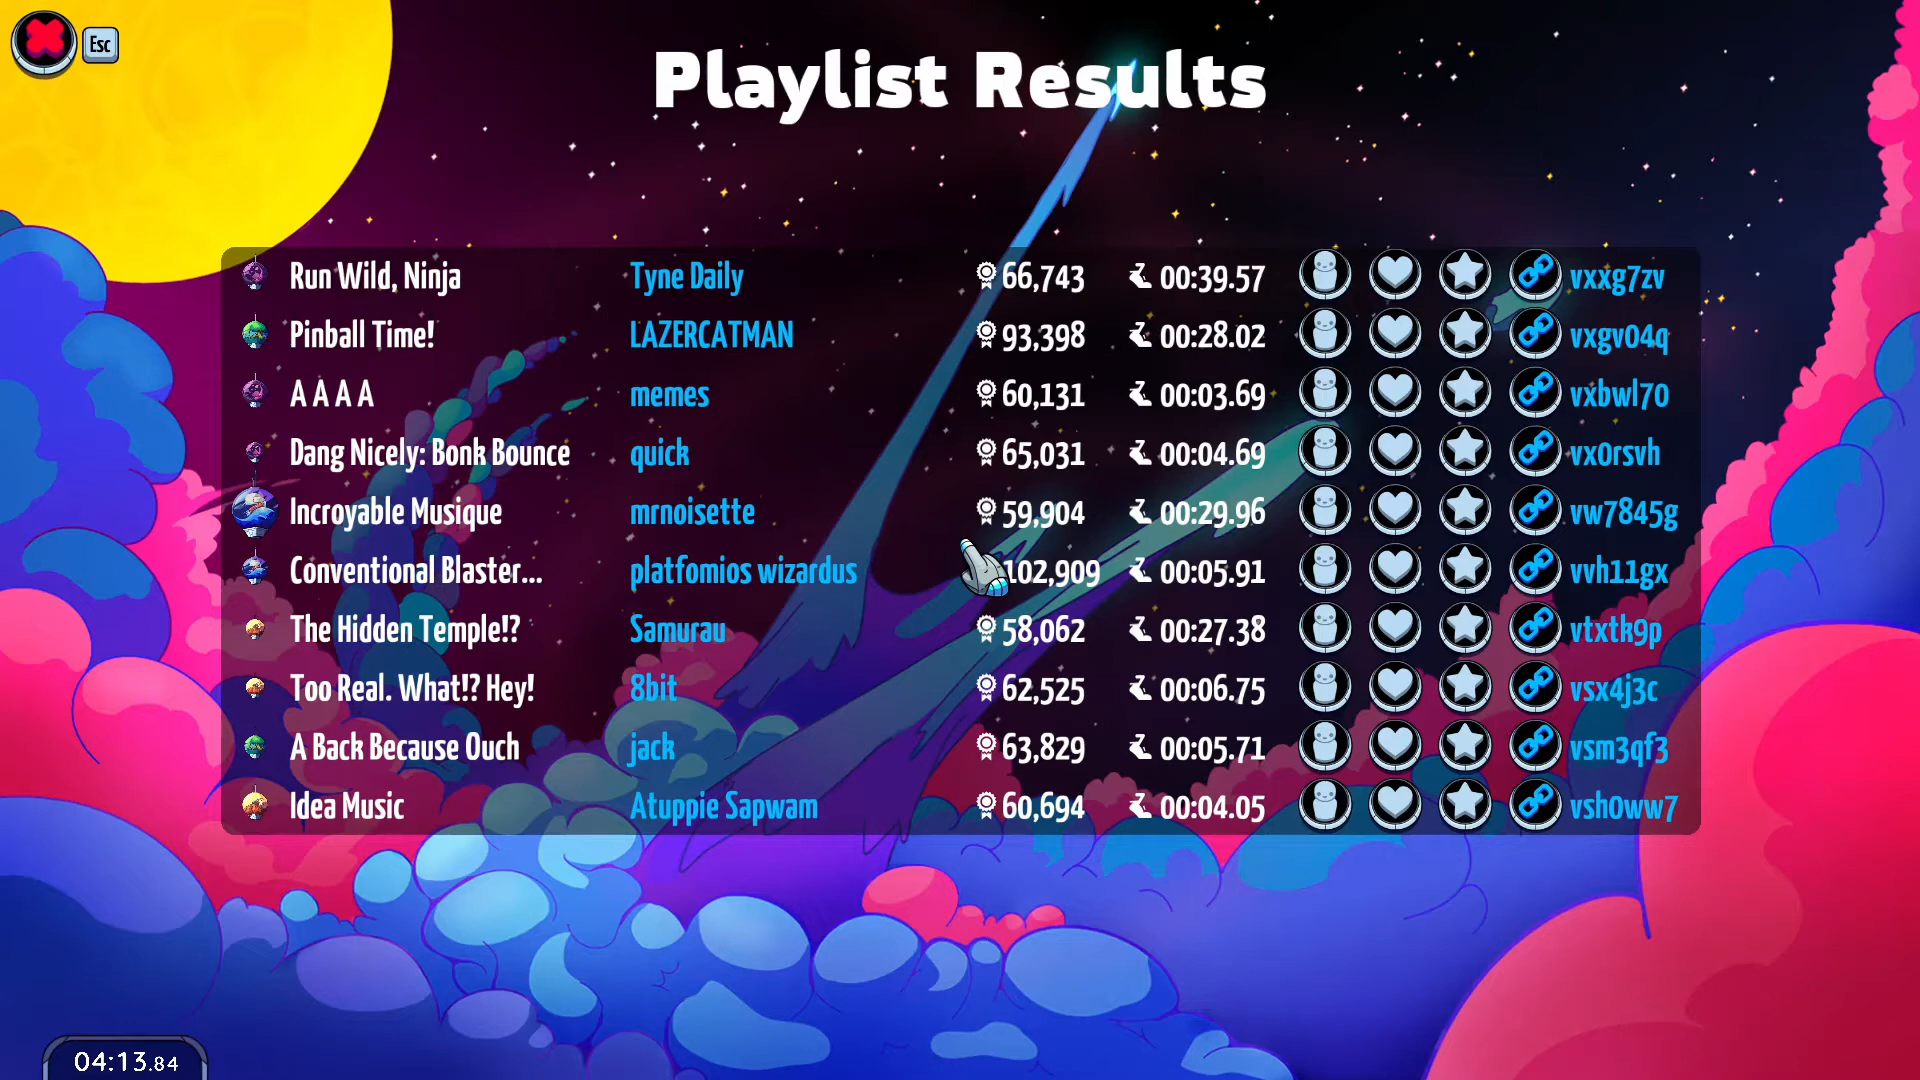 Esc
Playlist Results
Run Wild, Ninja Tyne Daily 66,743 00:39.57 vxxg7zv
Pinball Time! LAZERCATMAN 93,398 00:28.02 vxgv04q
A A A A memes 60,131 00:03.69 vxbwl70
Dang Nicely: Bonk Bounce quick 65,031 00:04.69 vx0rsvh
Incroyable Musique mrnoisette 59,904 00:29.96 vw7845g
Conventional Blaster... platfomios wizardus 102,909 00:05.91 vvh11gx
The Hidden Temple!? Samurau 58,062 00:27.38 vtxtk9p
Too Real. What!? Hey! 8bit 62,525 00:06.75 vsx4j3c
A Back Because Ouch jack 63,829 00:05.71 vsm3qf3
Idea Music Atuppie Sapwam 60,694 00:04.05 vsh0ww7
04:13.84